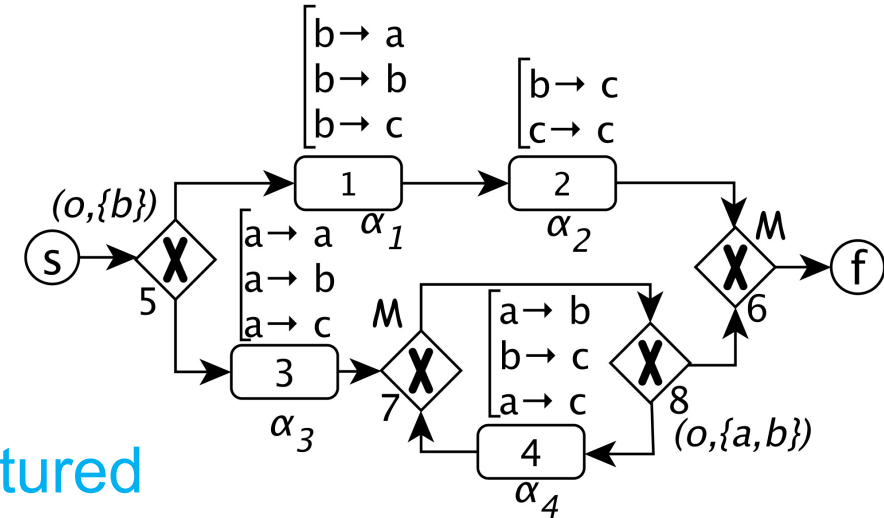 b→ a
b→ b
b→ c
b→ c
c→ c
1
2
(o,{b})
α1
α2
M
s
X
X
f
5
6
a→ a
a→ b
a→ c
M
a→ b
b→ c
a→ c
3
X
X
7
8
α3
(o,{a,b})
4
α4
tured